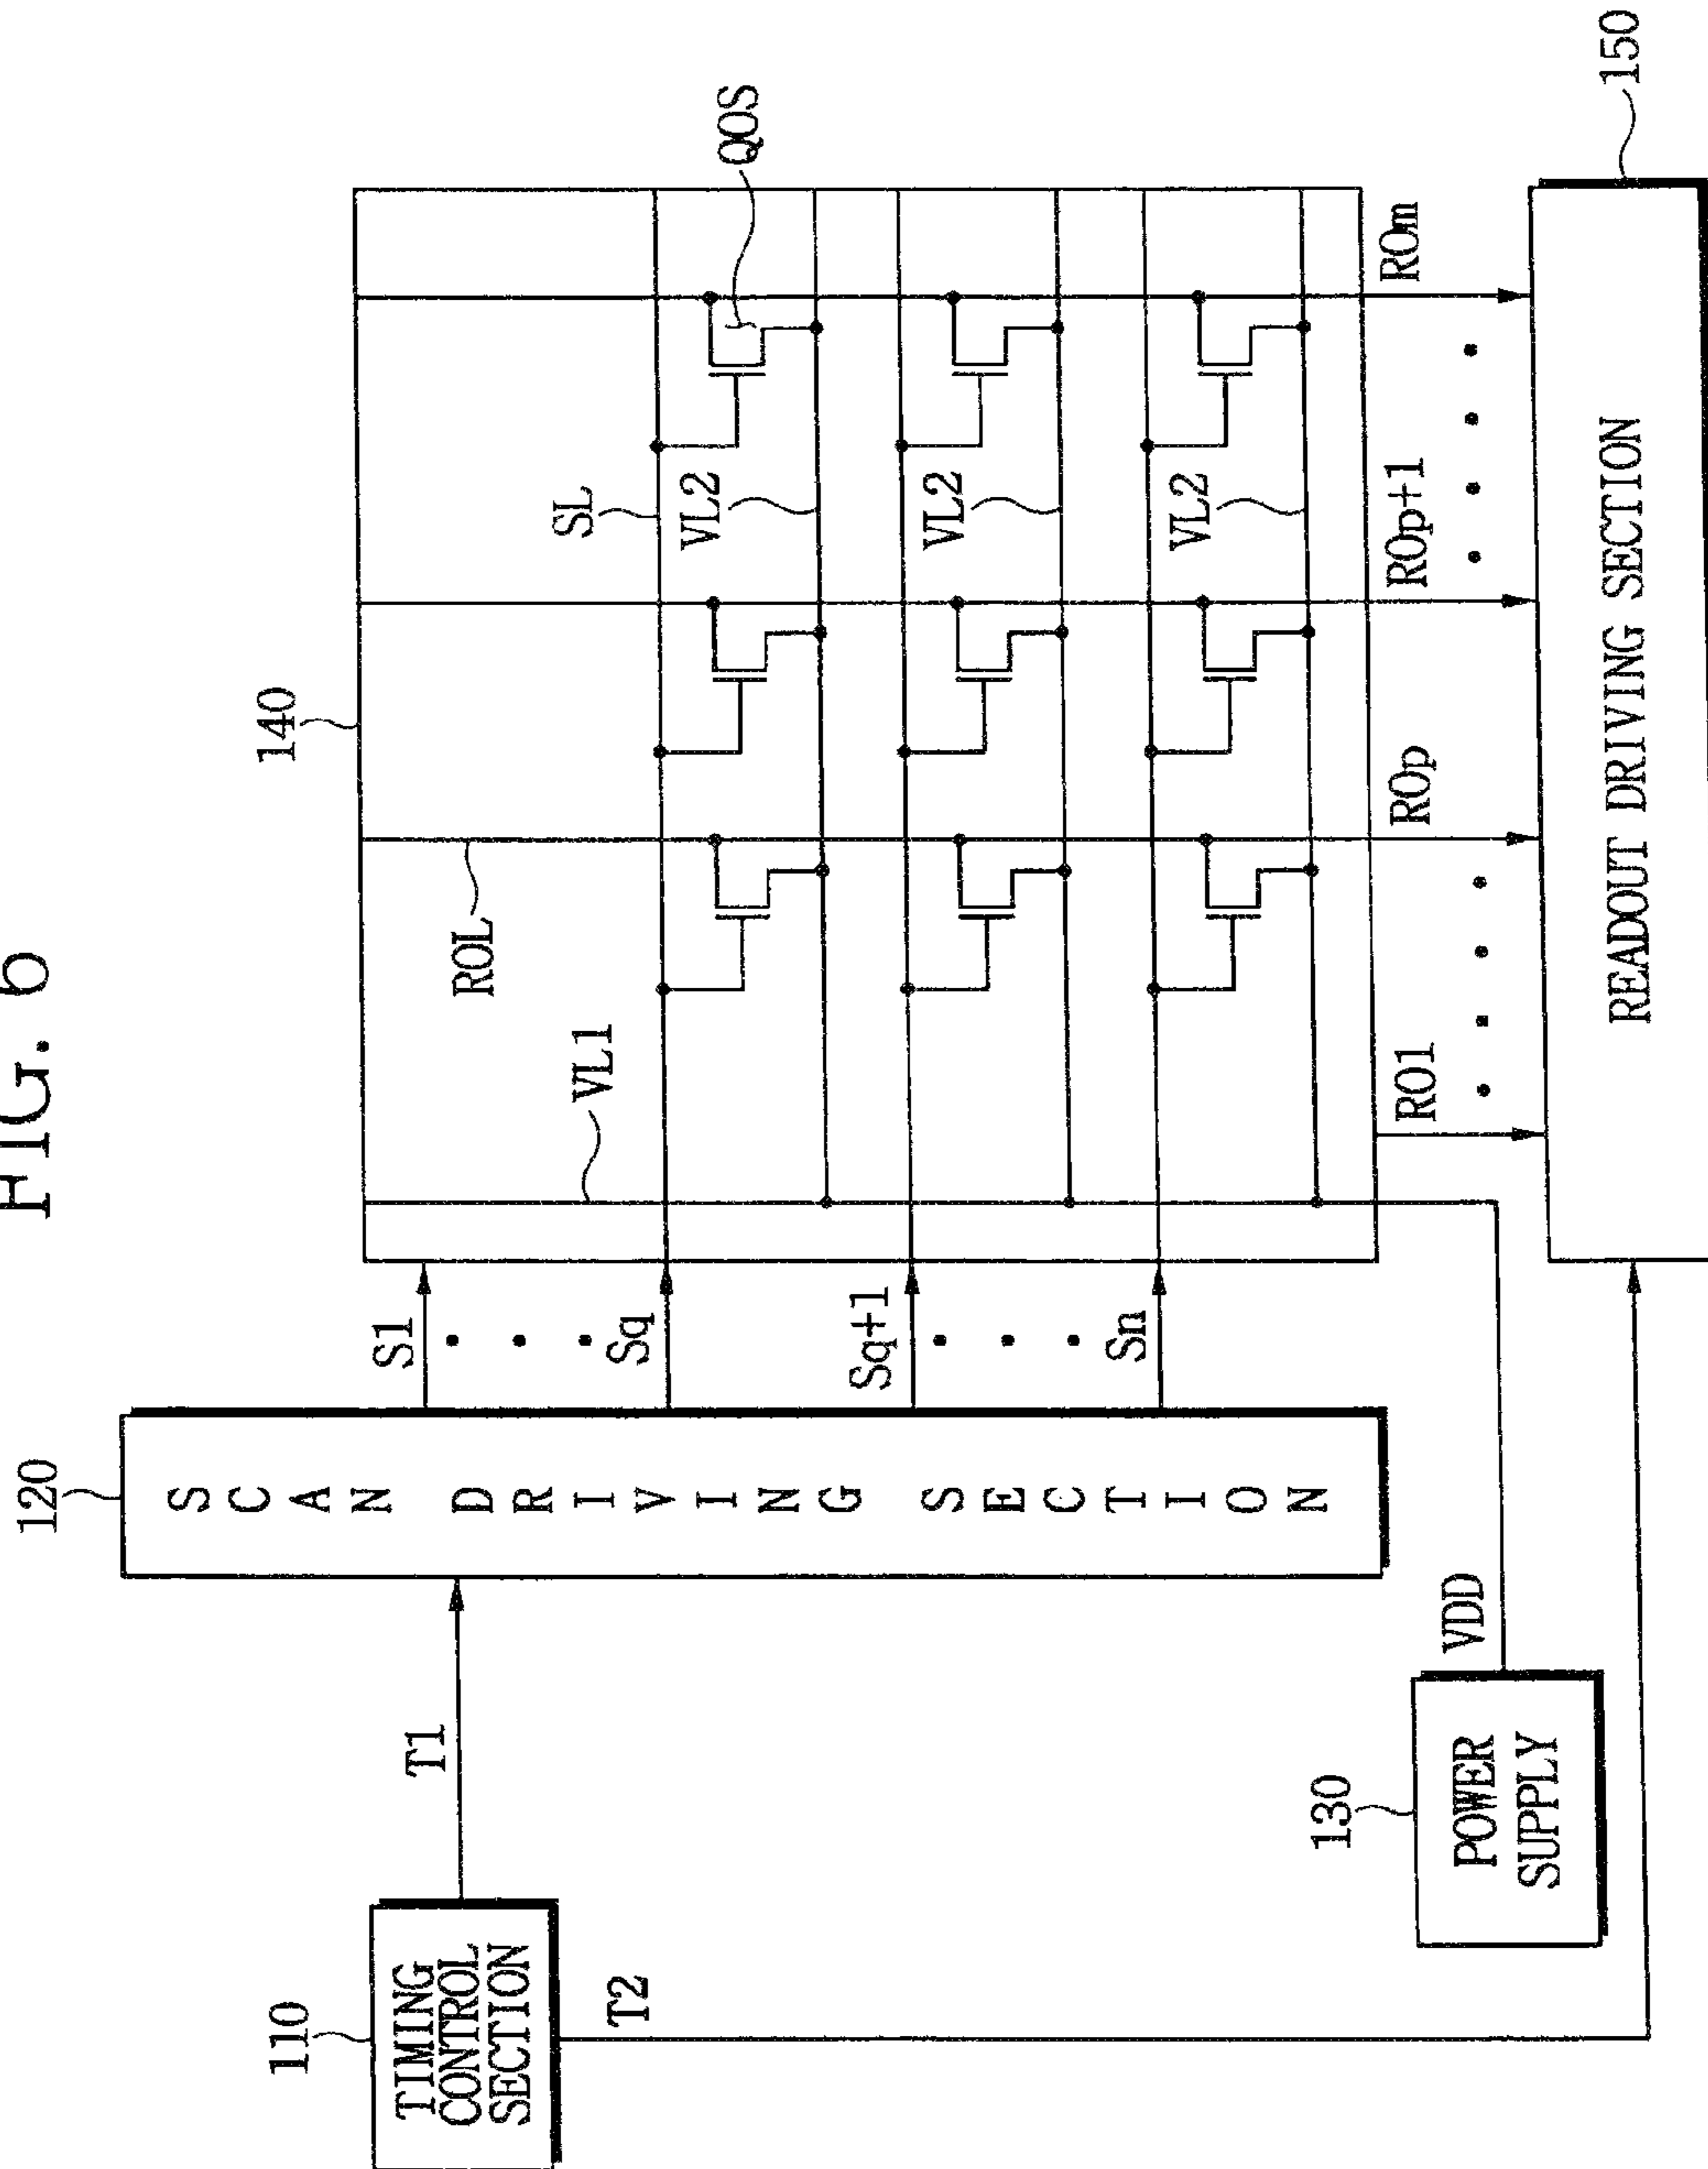 FIG. 6
140
120
SCAN DRIVING SECTION
110
TIMING
CONTROL
SECTION
T1
T2
S1
Sq
Sq+1
Sn
VL1
ROL
SL
QOS
VL2
VL2
VL2
130
POWER
SUPPLY
VDD
RO1
ROp
ROp+1
ROm
READOUT DRIVING SECTION
150